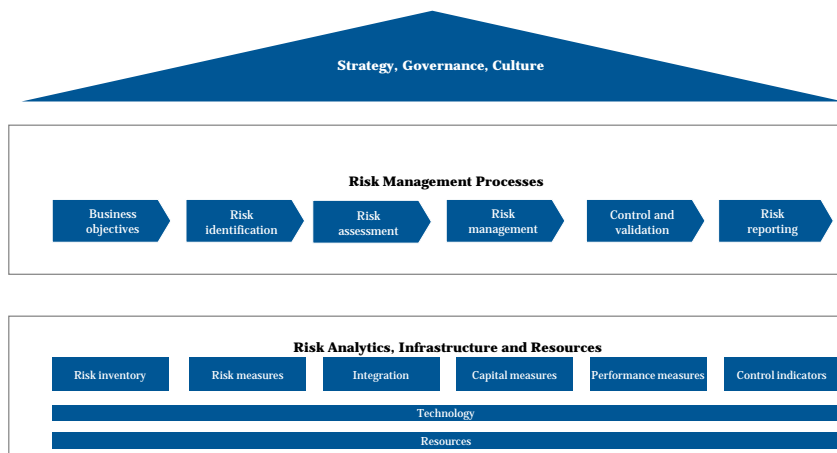 Strategy, Governance, Culture
Risk Management Processes
Business
objectives
Risk
identification
Risk
assessment
Risk
management
Control and
validation
Risk
reporting
Risk Analytics, Infrastructure and Resources
Risk inventory
Risk measures
Integration
Capital measures
Performance measures
Control indicators
Technology
Resources